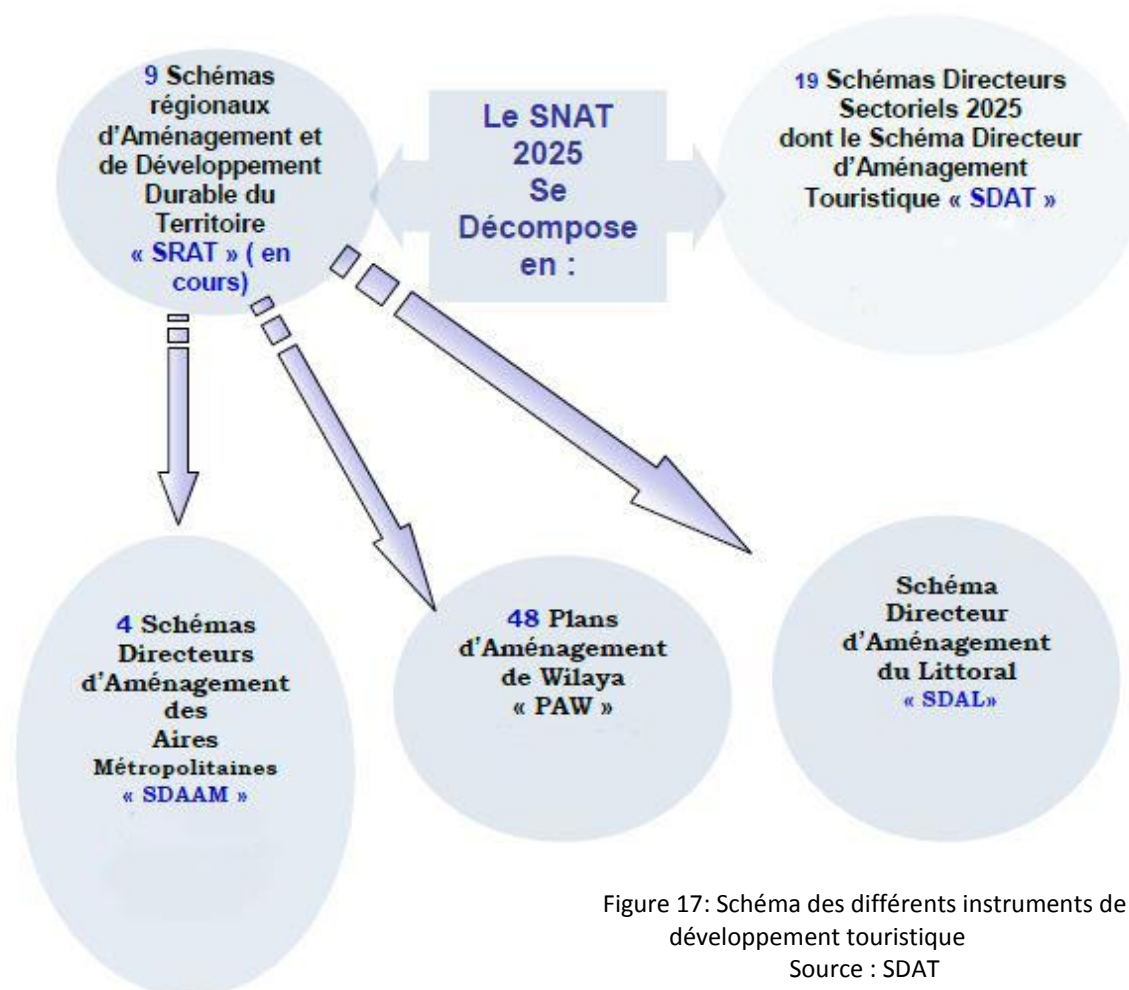 9 Schémas
régionaux
d'Aménagement et
de Développement
Durable du
Territoire
« SRAT » ( en
cours)
Le SNAT
2025
Se
Décompose
en :
19 Schémas Directeurs
Sectoriels 2025
dont le Schéma Directeur
d'Aménagement
Touristique « SDAT »
4 Schémas
Directeurs
d'Aménagement
des
Aires
Métropolitaines
« SDAAM »
48 Plans
d'Aménagement
de Wilaya
« PAW »
Schéma
Directeur
d'Aménagement
du Littoral
« SDAL»
Figure 17: Schéma des différents instruments de
développement touristique
Source : SDAT